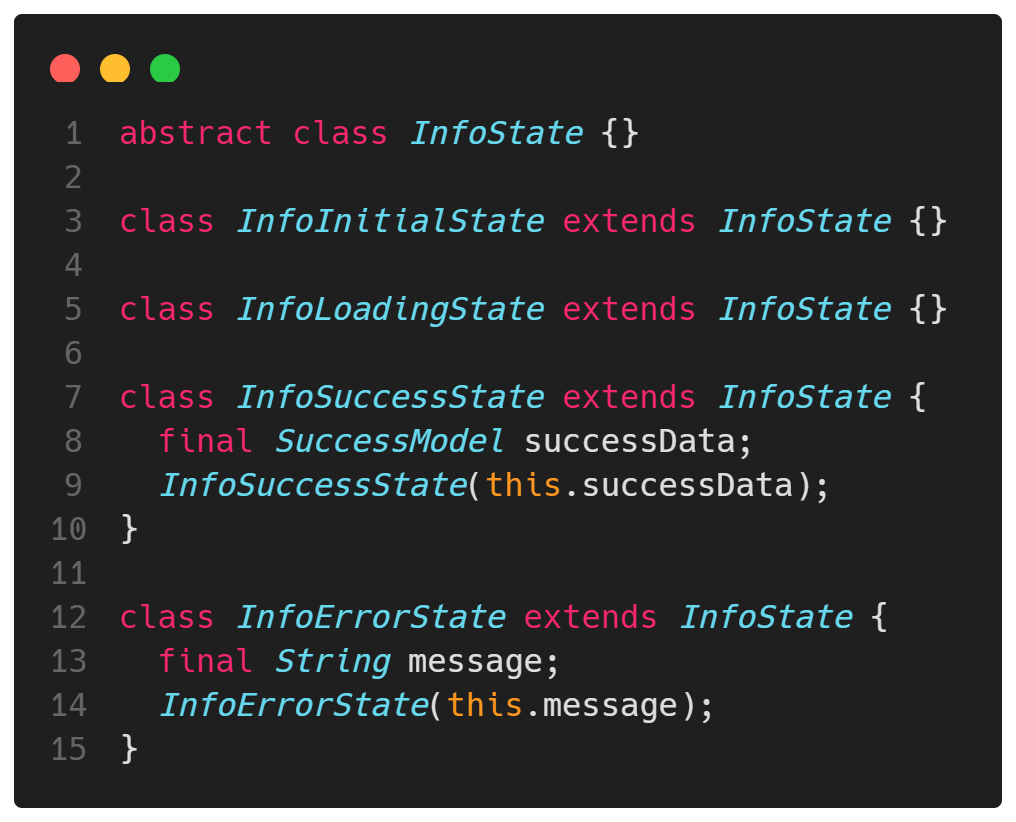 1 abstract class InfoState {}
2
3 class InfoInitialState extends InfoState {}
4
5 class InfoLoadingState extends InfoState {}
6
7 class InfoSuccessState extends InfoState {
8   final SuccessModel successData;
9   InfoSuccessState(this.successData);
10 }
11
12 class InfoErrorState extends InfoState {
13   final String message;
14   InfoErrorState(this.message);
15 }